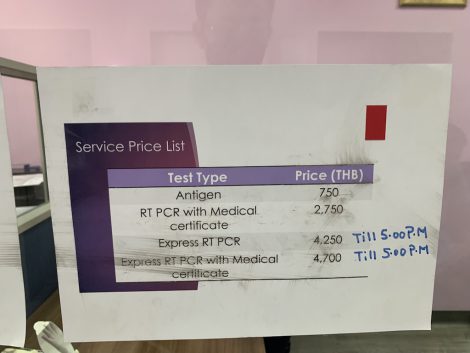 Service Price List
Test Type Price (THB)
Antigen 750
RT PCR with Medical 2,750
certificate
Express RT PCR 4,250 Till 5.00 P.M
Express RT PCR with Medical 4,700 Till 5.00 P.M
certificate